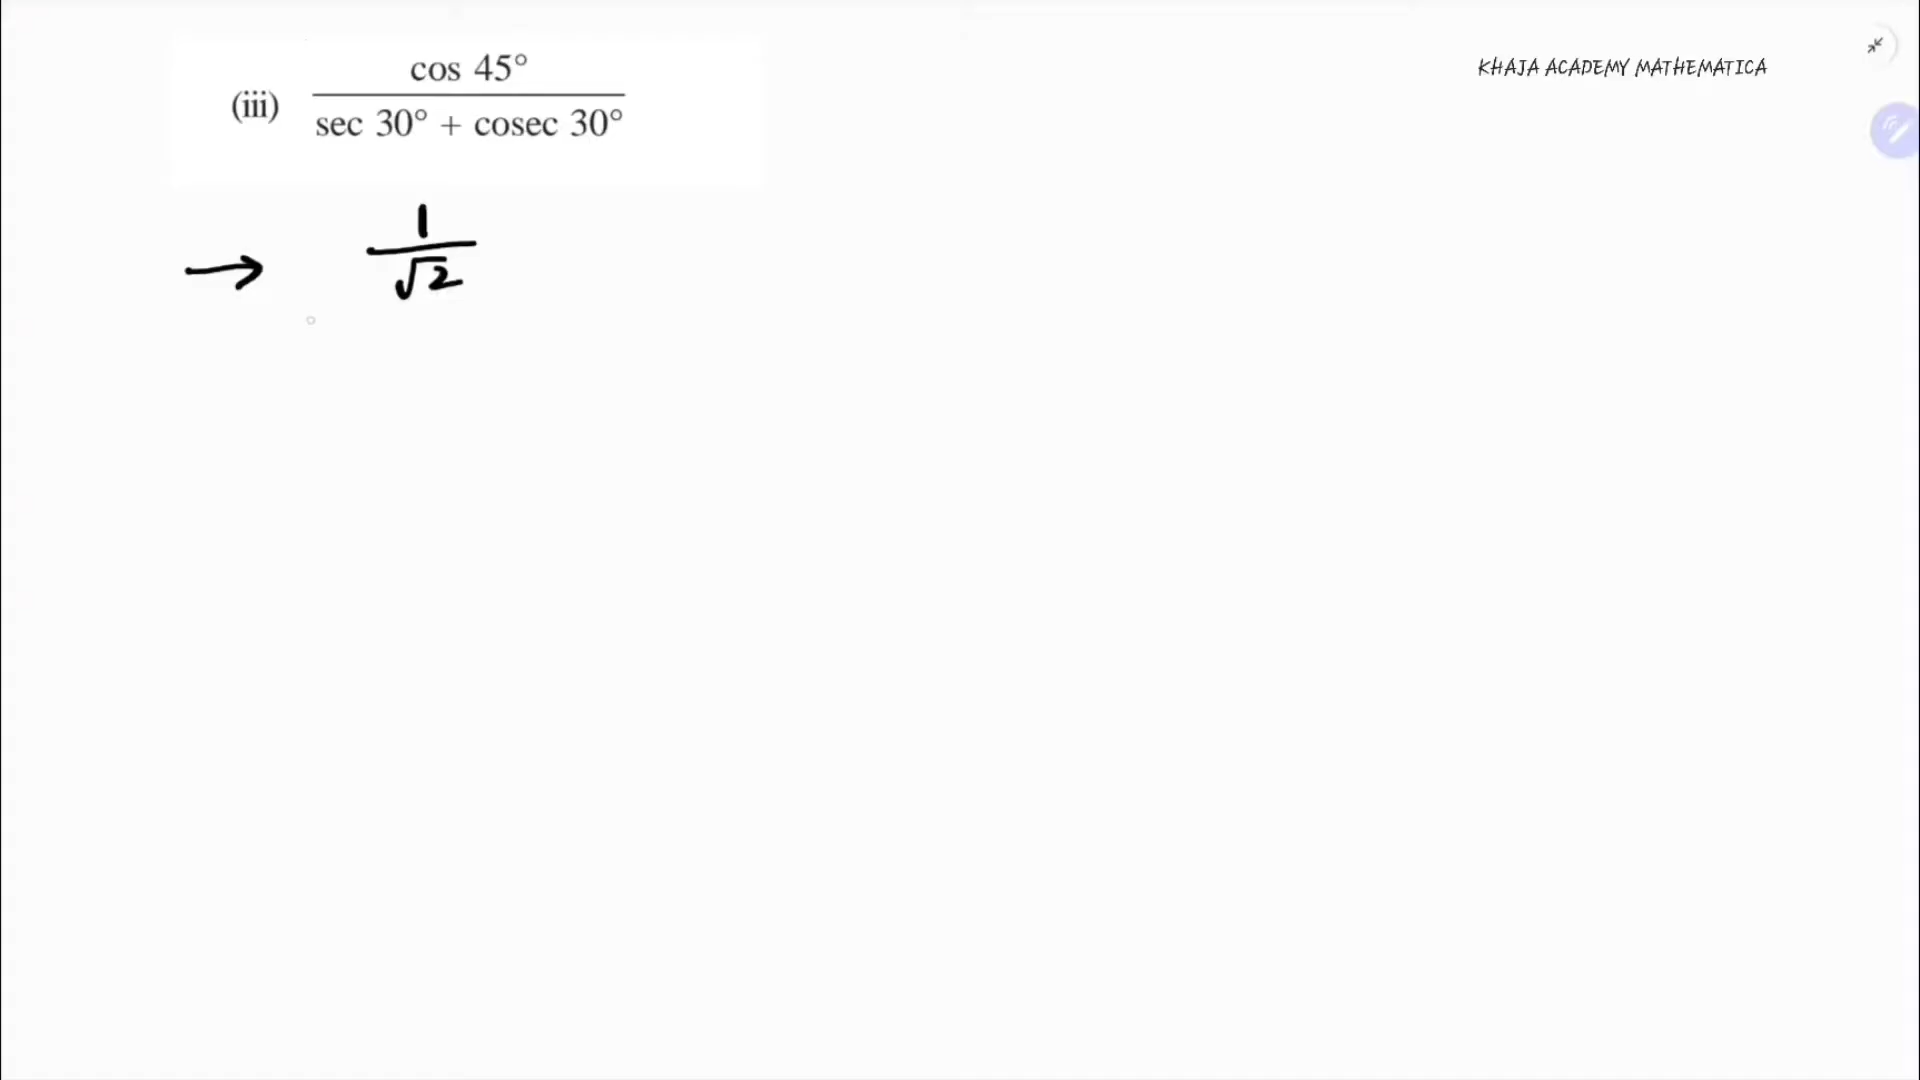 KHAJA ACADEMY MATHEMATICA
(iii) cos 45° / sec 30° + cosec 30°
→ 1/√2